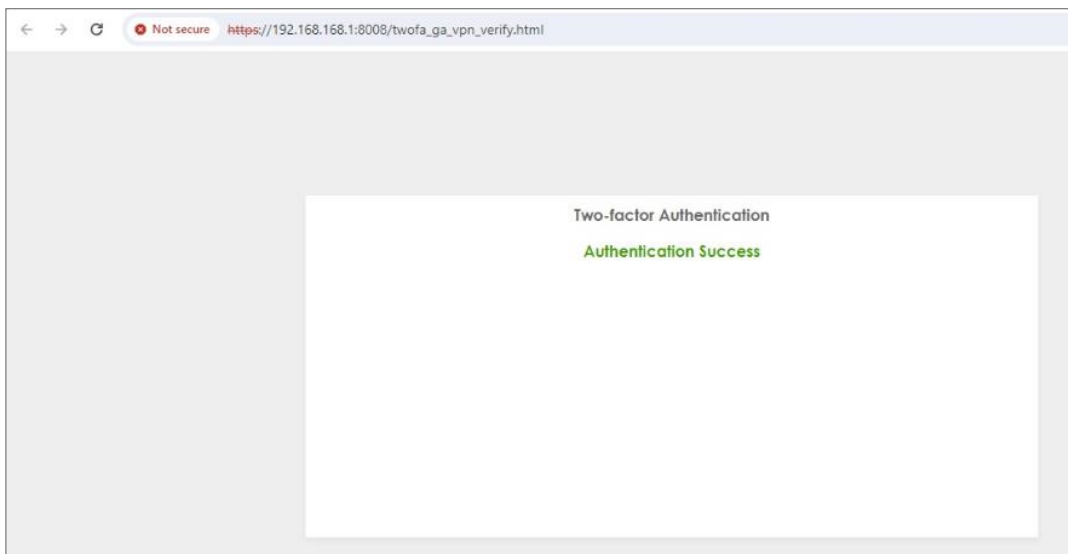 Not secure https://192.168.168.1:8008/twofa_ga_vpn_verify.html
Two-factor Authentication
Authentication Success